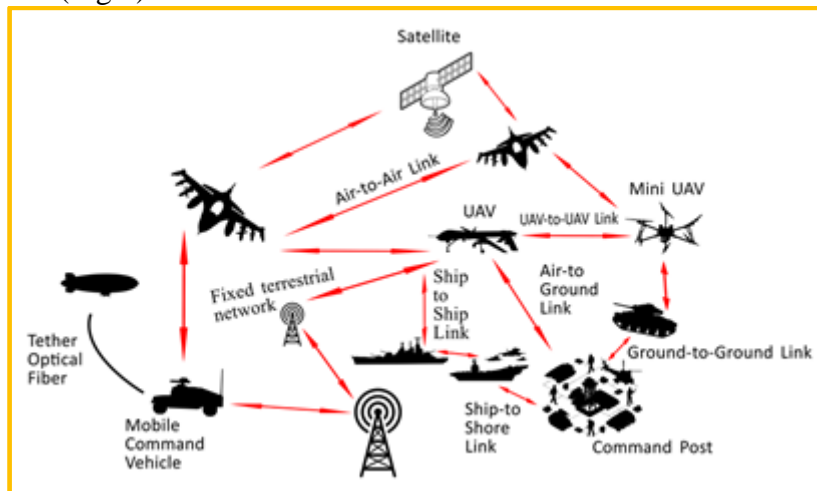 Satellite
Air-to-Air Link
Mini UAV
UAV
UAV-to-UAV Link
Fixed terrestrial
network
Ship
to
Ship
Link
Air-to
Ground
Link
Tether
Optical
Fiber
Ground-to-Ground Link
Mobile
Command
Vehicle
Ship-to
Shore
Link
Command Post